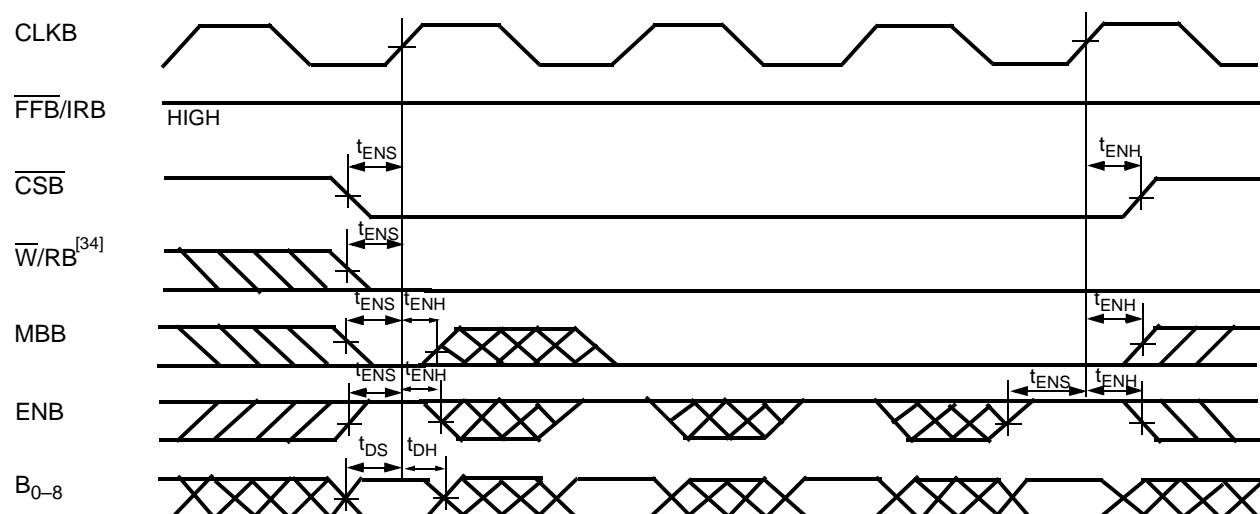 CLKB
FFB/IRB
HIGH
tENS
tENH
CSB
tENS
W/RB[34]
tENS
tENH
tENH
MBB
tENS
tENH
tENS
tENH
ENB
tDS
tDH
B0–8